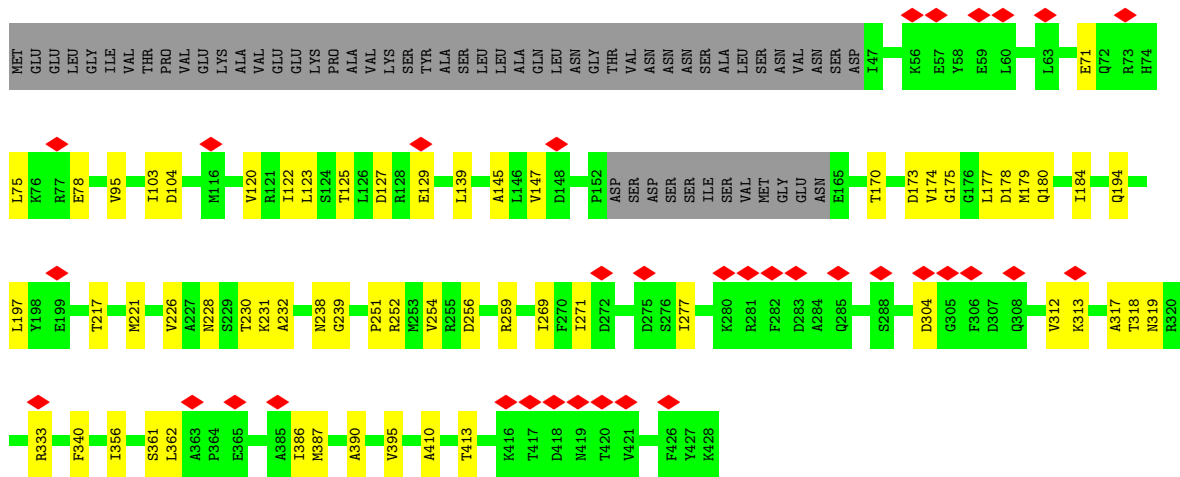 MET GLU GLU LEU GLY ILE VAL THR PRO VAL GLU LYS ALA VAL GLU GLU LYS PRO ALA VAL LYS SER TYR ALA SER LEU LEU ALA GLN LEU ASN GLY THR VAL ASN ASN ASN SER ALA LEU SER ASN VAL ASN SER ASP I47 K56 E57 Y58 E59 L60 L63 E71 Q72 R73 H74
L75 K76 R77 E78 V95 I103 D104 M116 V120 R121 I122 L123 S124 T125 L126 D127 R128 E129 L139 A145 L146 V147 D148 P152 ASP SER ASP SER SER ILE SER VAL MET GLY GLU ASN E165 T170 D173 V174 G175 G176 L177 D178 M179 Q180 I184 Q194
L197 Y198 E199 T217 M221 V226 A227 N228 S229 T230 K231 A232 N238 G239 P251 R252 M253 V254 R255 D256 R259 I269 F270 I271 D272 D275 S276 I277 K280 R281 F282 D283 A284 Q285 S288 D304 G305 F306 D307 Q308 V312 K313 A317 T318 N319 R320
R333 F340 I356 S361 L362 A363 P364 E365 A385 I386 M387 A390 V395 A410 T413 K416 T417 D418 N419 T420 V421 F426 Y427 K428